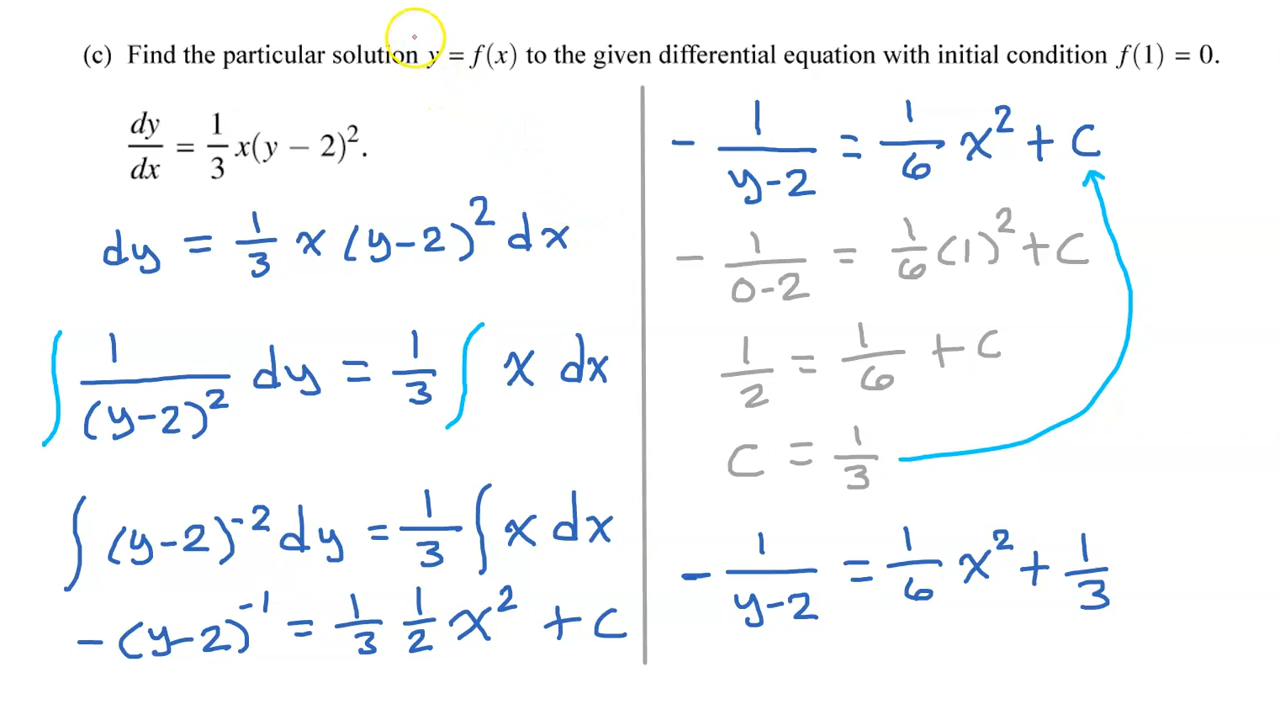 (c) Find the particular solution y = f(x) to the given differential equation with initial condition f(1) = 0.
dy/dx = 1/3 x(y − 2)².
dy = 1/3 x (y−2)² dx
∫ 1/(y−2)² dy = 1/3 ∫ x dx
∫ (y−2)⁻² dy = 1/3 ∫ x dx
−(y−2)⁻¹ = 1/3 1/2 x² + C
− 1/(y−2) = 1/6 x² + C
− 1/(0−2) = 1/6 (1)² + C
1/2 = 1/6 + C
C = 1/3
− 1/(y−2) = 1/6 x² + 1/3